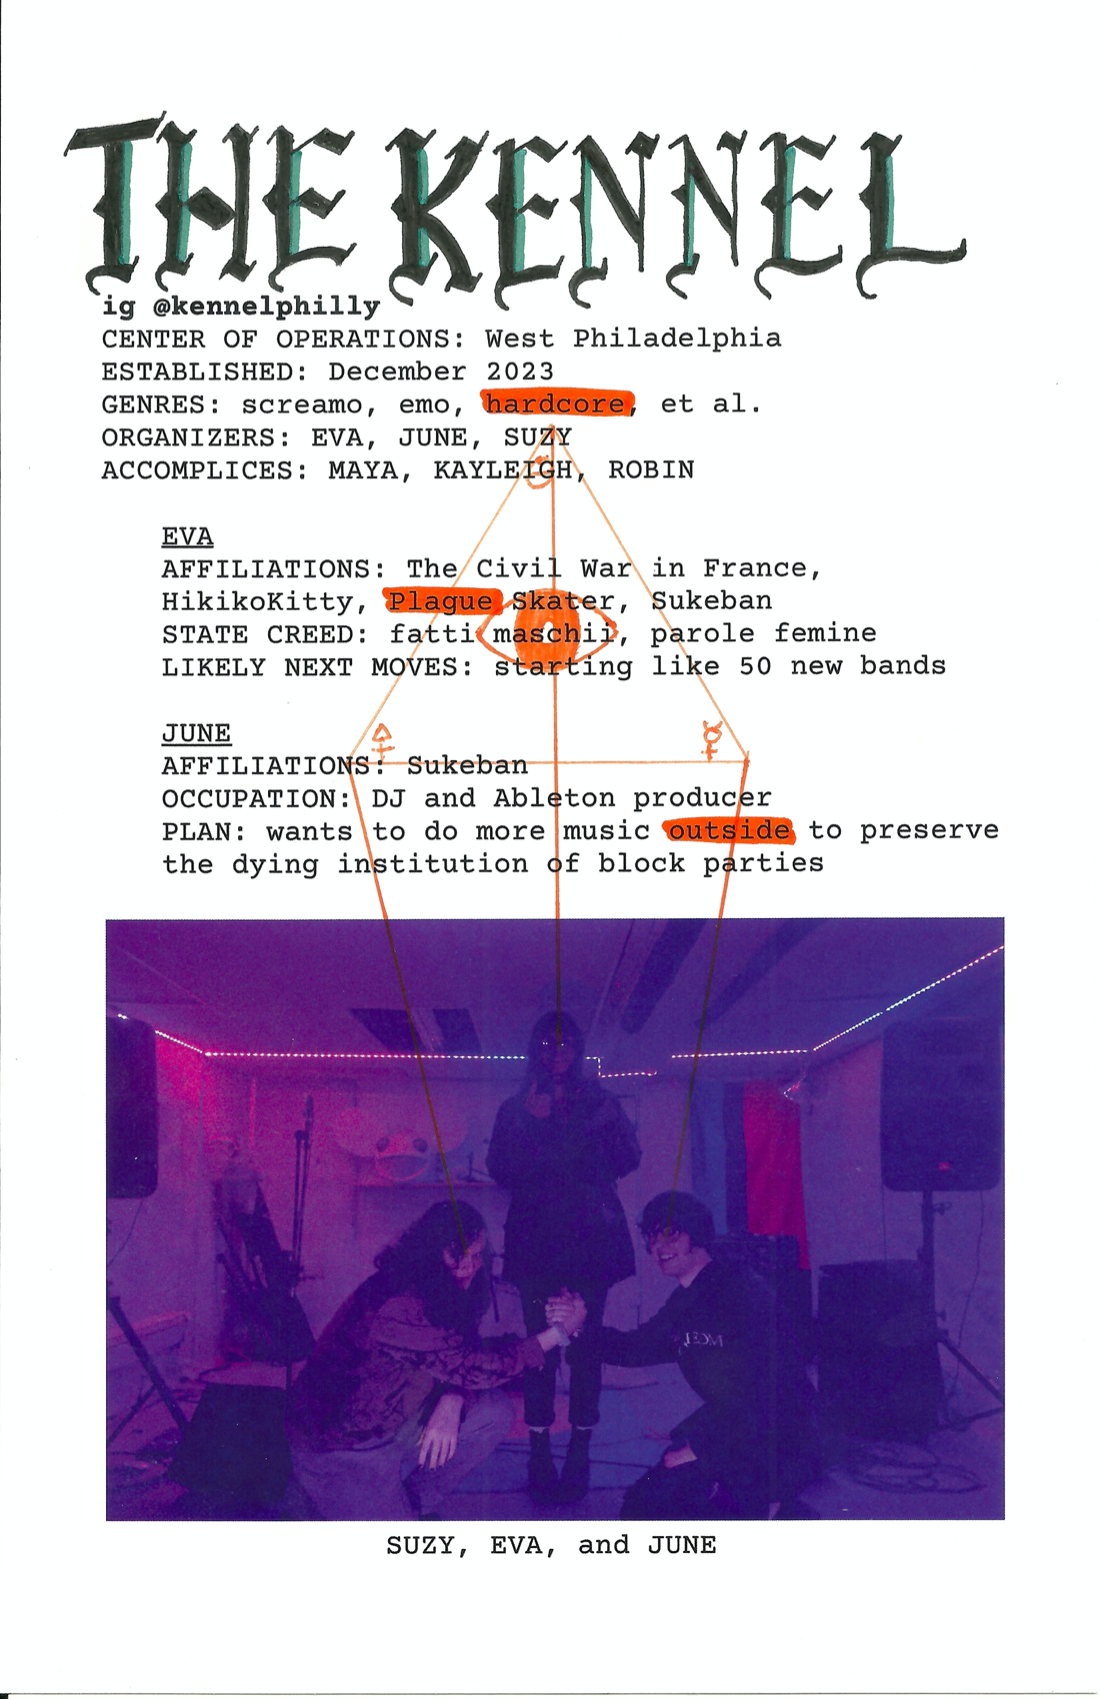 THE KENNEL
ig @kennelphilly
CENTER OF OPERATIONS: West Philadelphia
ESTABLISHED: December 2023
GENRES: screamo, emo, hardcore, et al.
ORGANIZERS: EVA, JUNE, SUZY
ACCOMPLICES: MAYA, KAYLEIGH, ROBIN
EVA
AFFILIATIONS: The Civil War in France,
HikikoKitty, Plague Skater, Sukeban
STATE CREED: fatti maschii, parole femine
LIKELY NEXT MOVES: starting like 50 new bands
JUNE
AFFILIATIONS: Sukeban
OCCUPATION: DJ and Ableton producer
PLAN: wants to do more music outside to preserve
the dying institution of block parties
SUZY, EVA, and JUNE